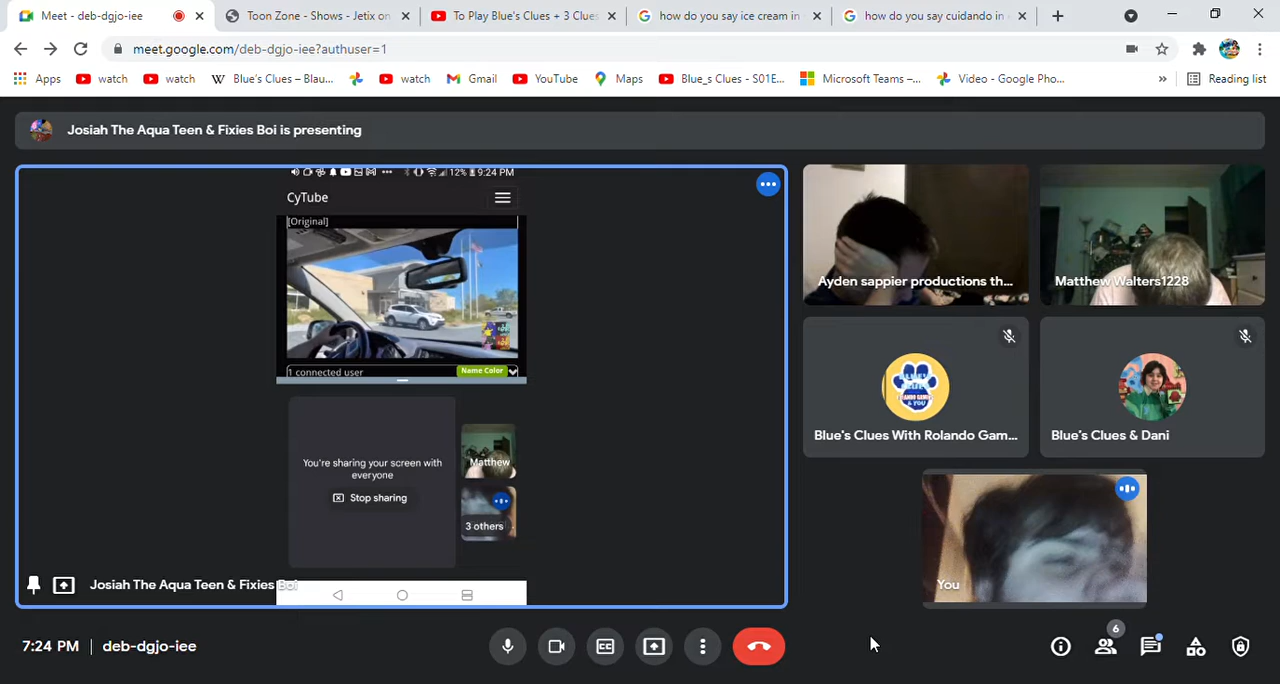 Meet - deb-dgjo-iee
Toon Zone - Shows - Jetix on
To Play Blue's Clues + 3 Clues
how do you say ice cream in
how do you say cuidando in
meet.google.com/deb-dgjo-iee?authuser=1
Apps
watch
watch
Blue's Clues – Blau...
watch
Gmail
YouTube
Maps
Blue_s Clues - S01E...
Microsoft Teams –...
Video - Google Pho...
»
Reading list
Josiah The Aqua Teen & Fixies Boi is presenting
12% 9:24 PM
CyTube
[Original]
1 connected user
Name Color
You're sharing your screen with
everyone
Stop sharing
Matthew
3 others
Josiah The Aqua Teen & Fixies Boi
Ayden sappier productions th...
Matthew Walters1228
Blue's Clues With Rolando Gam...
Blue's Clues & Dani
You
7:24 PM | deb-dgjo-iee
CC
6